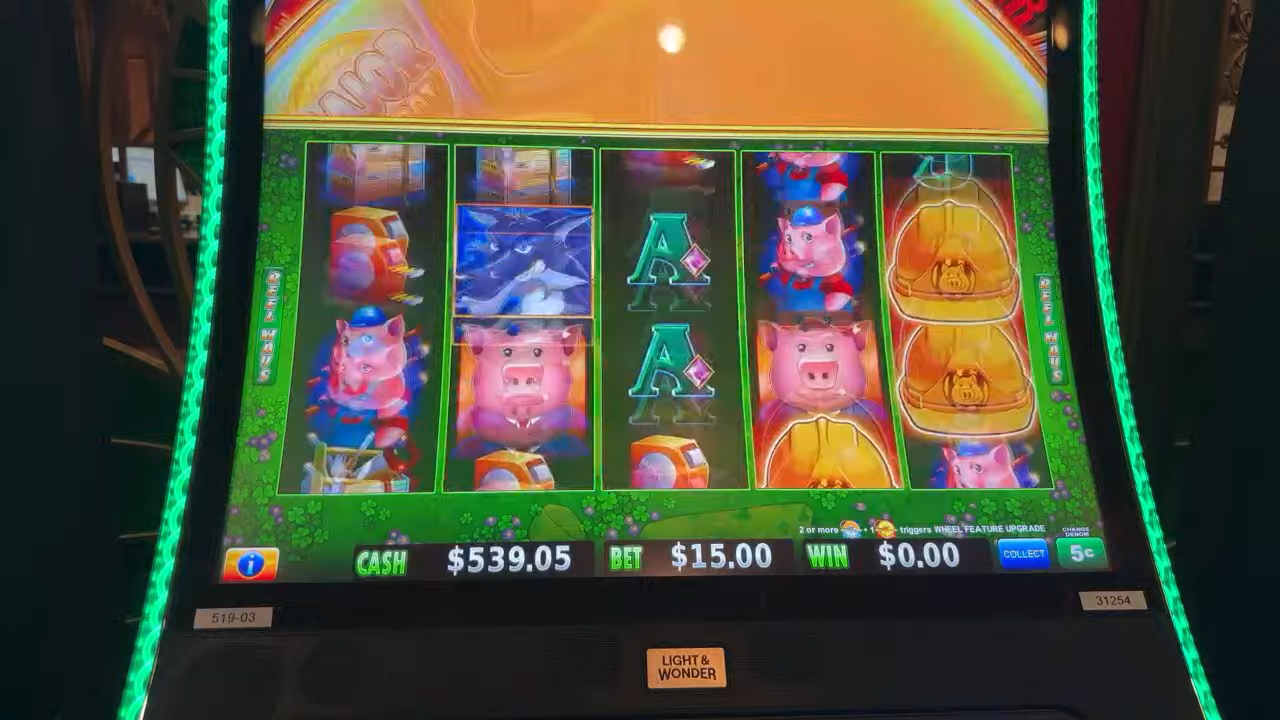 MAJOR
REEL WAYS
REEL WAYS
A
A
2 or more + 1 triggers WHEEL FEATURE UPGRADE
CASH $539.05 BET $15.00 WIN $0.00 COLLECT
CHANGE DENOM
5¢
i
519-03
31254
LIGHT & WONDER